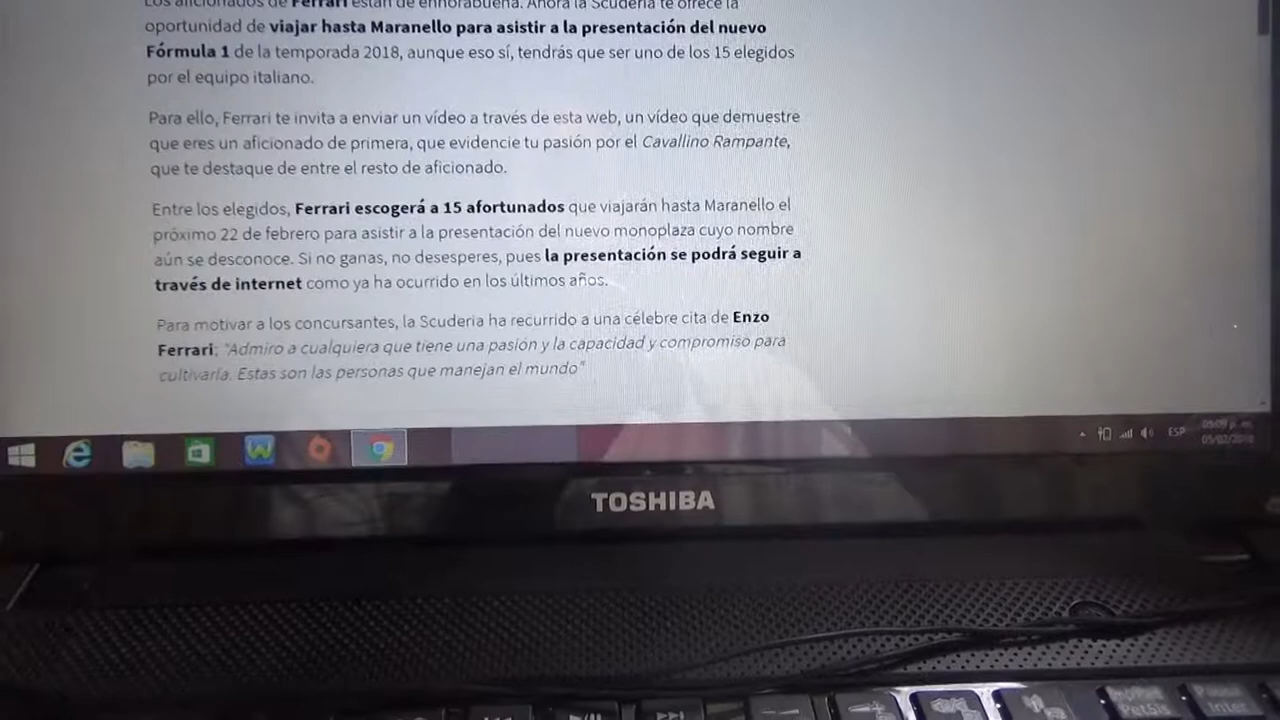 Los aficionados de Ferrari están de enhorabuena. Ahora la Scuderia te ofrece la
oportunidad de viajar hasta Maranello para asistir a la presentación del nuevo
Fórmula 1 de la temporada 2018, aunque eso sí, tendrás que ser uno de los 15 elegidos
por el equipo italiano.
Para ello, Ferrari te invita a enviar un vídeo a través de esta web, un vídeo que demuestre
que eres un aficionado de primera, que evidencie tu pasión por el Cavallino Rampante,
que te destaque de entre el resto de aficionado.
Entre los elegidos, Ferrari escogerá a 15 afortunados que viajarán hasta Maranello el
próximo 22 de febrero para asistir a la presentación del nuevo monoplaza cuyo nombre
aún se desconoce. Si no ganas, no desesperes, pues la presentación se podrá seguir a
través de internet como ya ha ocurrido en los últimos años.
Para motivar a los concursantes, la Scuderia ha recurrido a una célebre cita de Enzo
Ferrari: "Admiro a cualquiera que tiene una pasión y la capacidad y compromiso para
cultivarla. Estas son las personas que manejan el mundo"
ESP
05/02/2018
TOSHIBA
PetSis
Inter